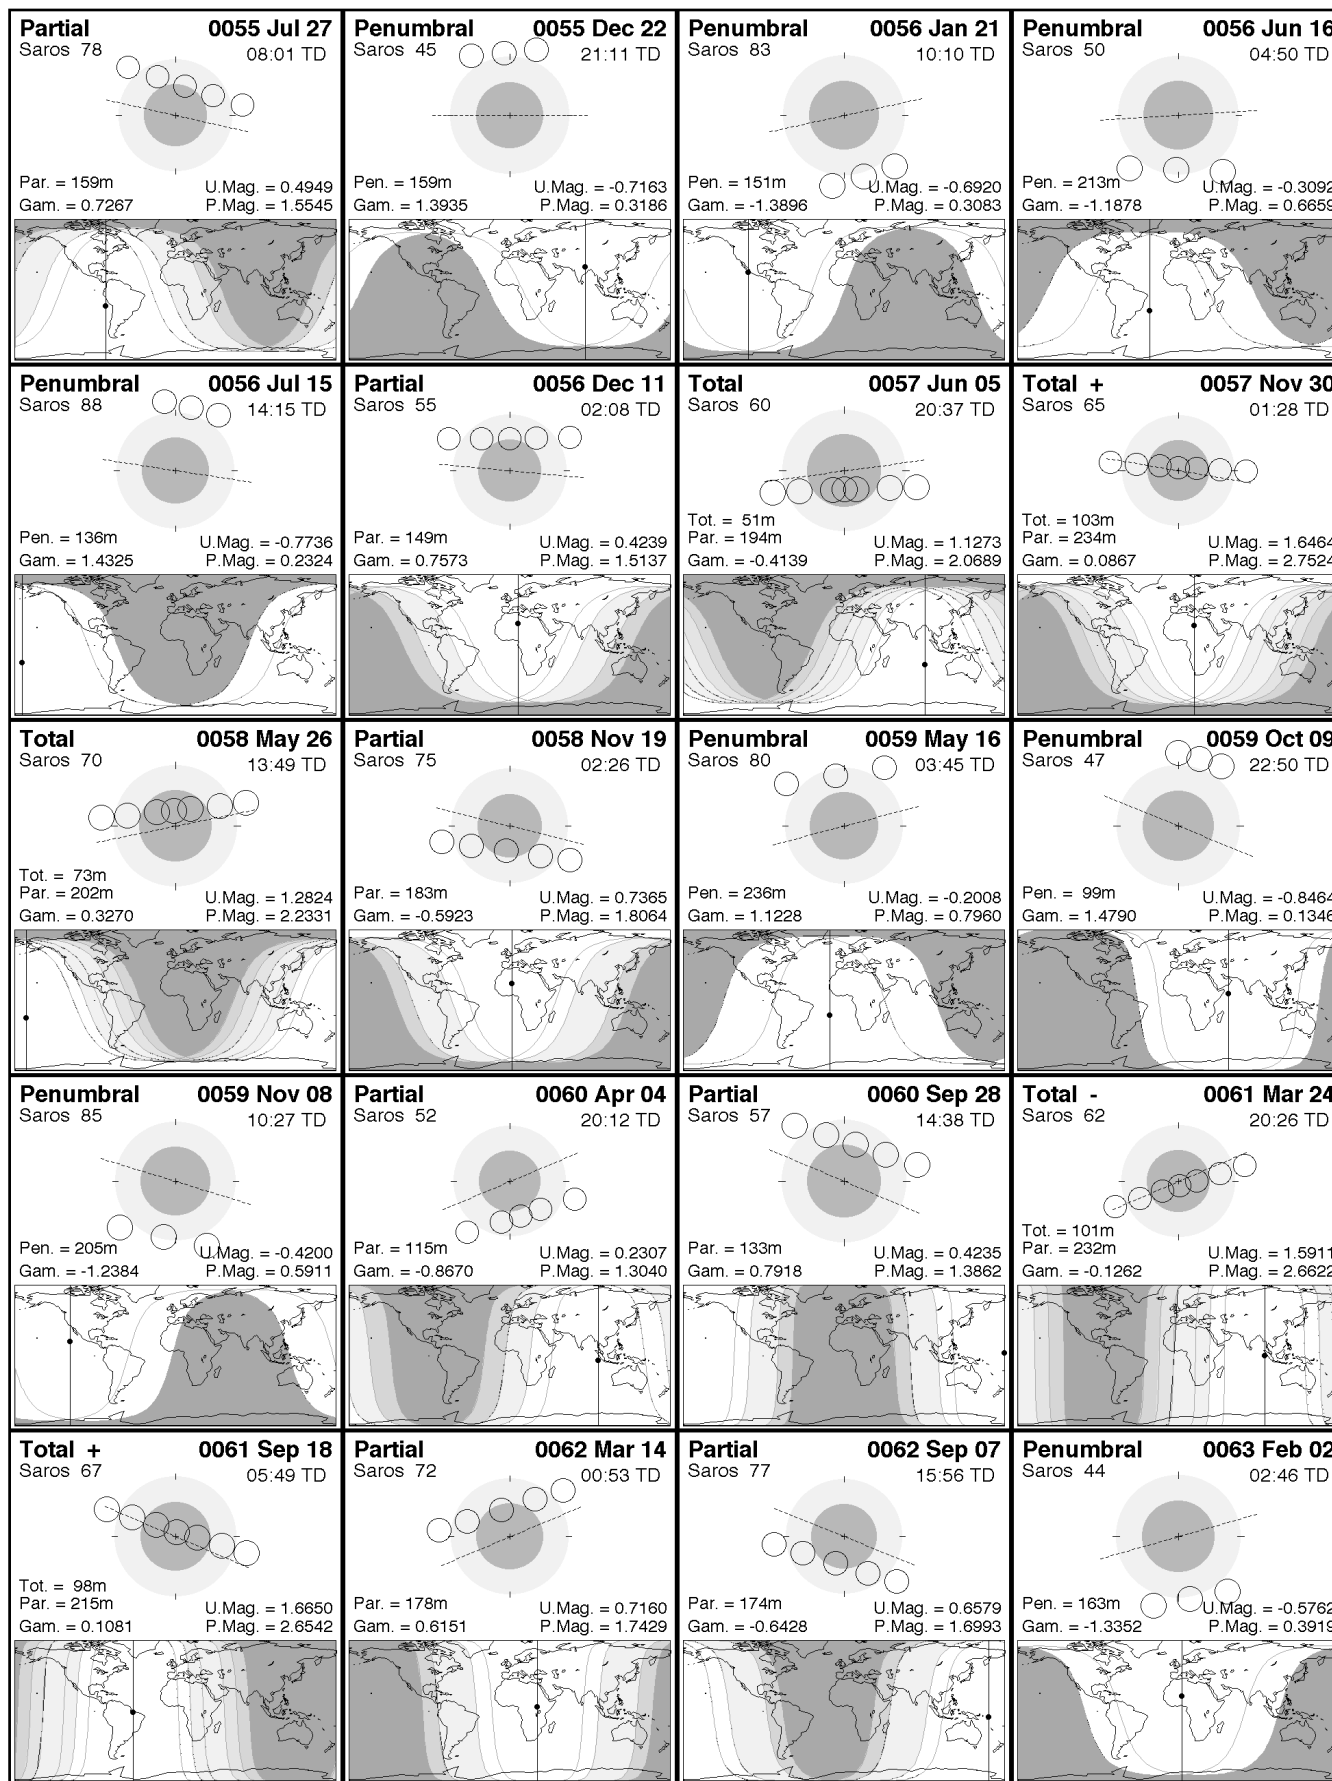 Partial 0055 Jul 27
Saros 78 08:01 TD
Par. = 159m U.Mag. = 0.4949
Gam. = 0.7267 P.Mag. = 1.5545
Penumbral 0055 Dec 22
Saros 45 21:11 TD
Pen. = 159m U.Mag. = -0.7163
Gam. = 1.3935 P.Mag. = 0.3186
Penumbral 0056 Jan 21
Saros 83 10:10 TD
Pen. = 151m U.Mag. = -0.6920
Gam. = -1.3896 P.Mag. = 0.3083
Penumbral 0056 Jun 16
Saros 50 04:50 TD
Pen. = 213m U.Mag. = -0.3092
Gam. = -1.1878 P.Mag. = 0.6659
Penumbral 0056 Jul 15
Saros 88 14:15 TD
Pen. = 136m U.Mag. = -0.7736
Gam. = 1.4325 P.Mag. = 0.2324
Partial 0056 Dec 11
Saros 55 02:08 TD
Par. = 149m U.Mag. = 0.4239
Gam. = 0.7573 P.Mag. = 1.5137
Total 0057 Jun 05
Saros 60 20:37 TD
Tot. = 51m
Par. = 194m U.Mag. = 1.1273
Gam. = -0.4139 P.Mag. = 2.0689
Total + 0057 Nov 30
Saros 65 01:28 TD
Tot. = 103m
Par. = 234m U.Mag. = 1.6464
Gam. = 0.0867 P.Mag. = 2.7524
Total 0058 May 26
Saros 70 13:49 TD
Tot. = 73m
Par. = 202m U.Mag. = 1.2824
Gam. = 0.3270 P.Mag. = 2.2331
Partial 0058 Nov 19
Saros 75 02:26 TD
Par. = 183m U.Mag. = 0.7365
Gam. = -0.5923 P.Mag. = 1.8064
Penumbral 0059 May 16
Saros 80 03:45 TD
Pen. = 236m U.Mag. = -0.2008
Gam. = 1.1228 P.Mag. = 0.7960
Penumbral 0059 Oct 09
Saros 47 22:50 TD
Pen. = 99m U.Mag. = -0.8464
Gam. = 1.4790 P.Mag. = 0.1346
Penumbral 0059 Nov 08
Saros 85 10:27 TD
Pen. = 205m U.Mag. = -0.4200
Gam. = -1.2384 P.Mag. = 0.5911
Partial 0060 Apr 04
Saros 52 20:12 TD
Par. = 115m U.Mag. = 0.2307
Gam. = -0.8670 P.Mag. = 1.3040
Partial 0060 Sep 28
Saros 57 14:38 TD
Par. = 133m U.Mag. = 0.4235
Gam. = 0.7918 P.Mag. = 1.3862
Total - 0061 Mar 24
Saros 62 20:26 TD
Tot. = 101m
Par. = 232m U.Mag. = 1.5911
Gam. = -0.1262 P.Mag. = 2.6622
Total + 0061 Sep 18
Saros 67 05:49 TD
Tot. = 98m
Par. = 215m U.Mag. = 1.6650
Gam. = 0.1081 P.Mag. = 2.6542
Partial 0062 Mar 14
Saros 72 00:53 TD
Par. = 178m U.Mag. = 0.7160
Gam. = 0.6151 P.Mag. = 1.7429
Partial 0062 Sep 07
Saros 77 15:56 TD
Par. = 174m U.Mag. = 0.6579
Gam. = -0.6428 P.Mag. = 1.6993
Penumbral 0063 Feb 02
Saros 44 02:46 TD
Pen. = 163m U.Mag. = -0.5762
Gam. = -1.3352 P.Mag. = 0.3919